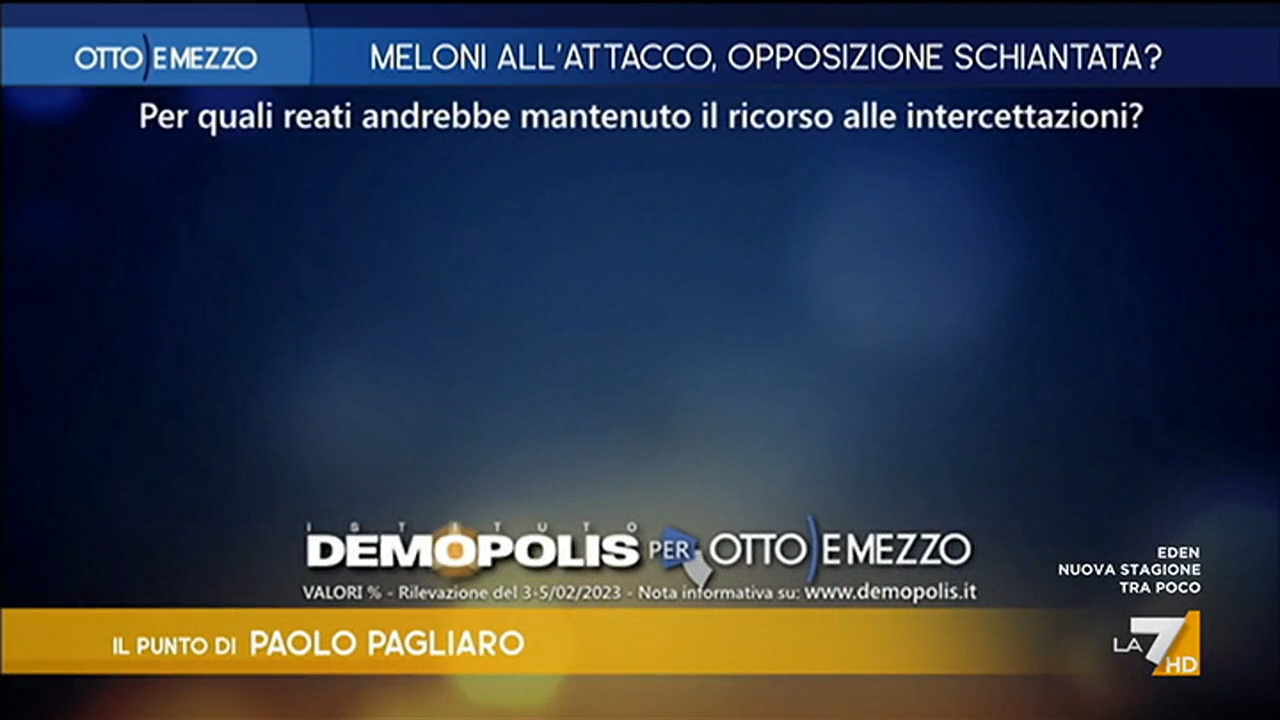 OTTO E MEZZO
MELONI ALL'ATTACCO, OPPOSIZIONE SCHIANTATA?
Per quali reati andrebbe mantenuto il ricorso alle intercettazioni?
ISTITUTO
DEMOPOLIS PER OTTO E MEZZO
VALORI % - Rilevazione del 3-5/02/2023 - Nota informativa su: www.demopolis.it
EDEN
NUOVA STAGIONE
TRA POCO
IL PUNTO DI PAOLO PAGLIARO
LA 7 HD